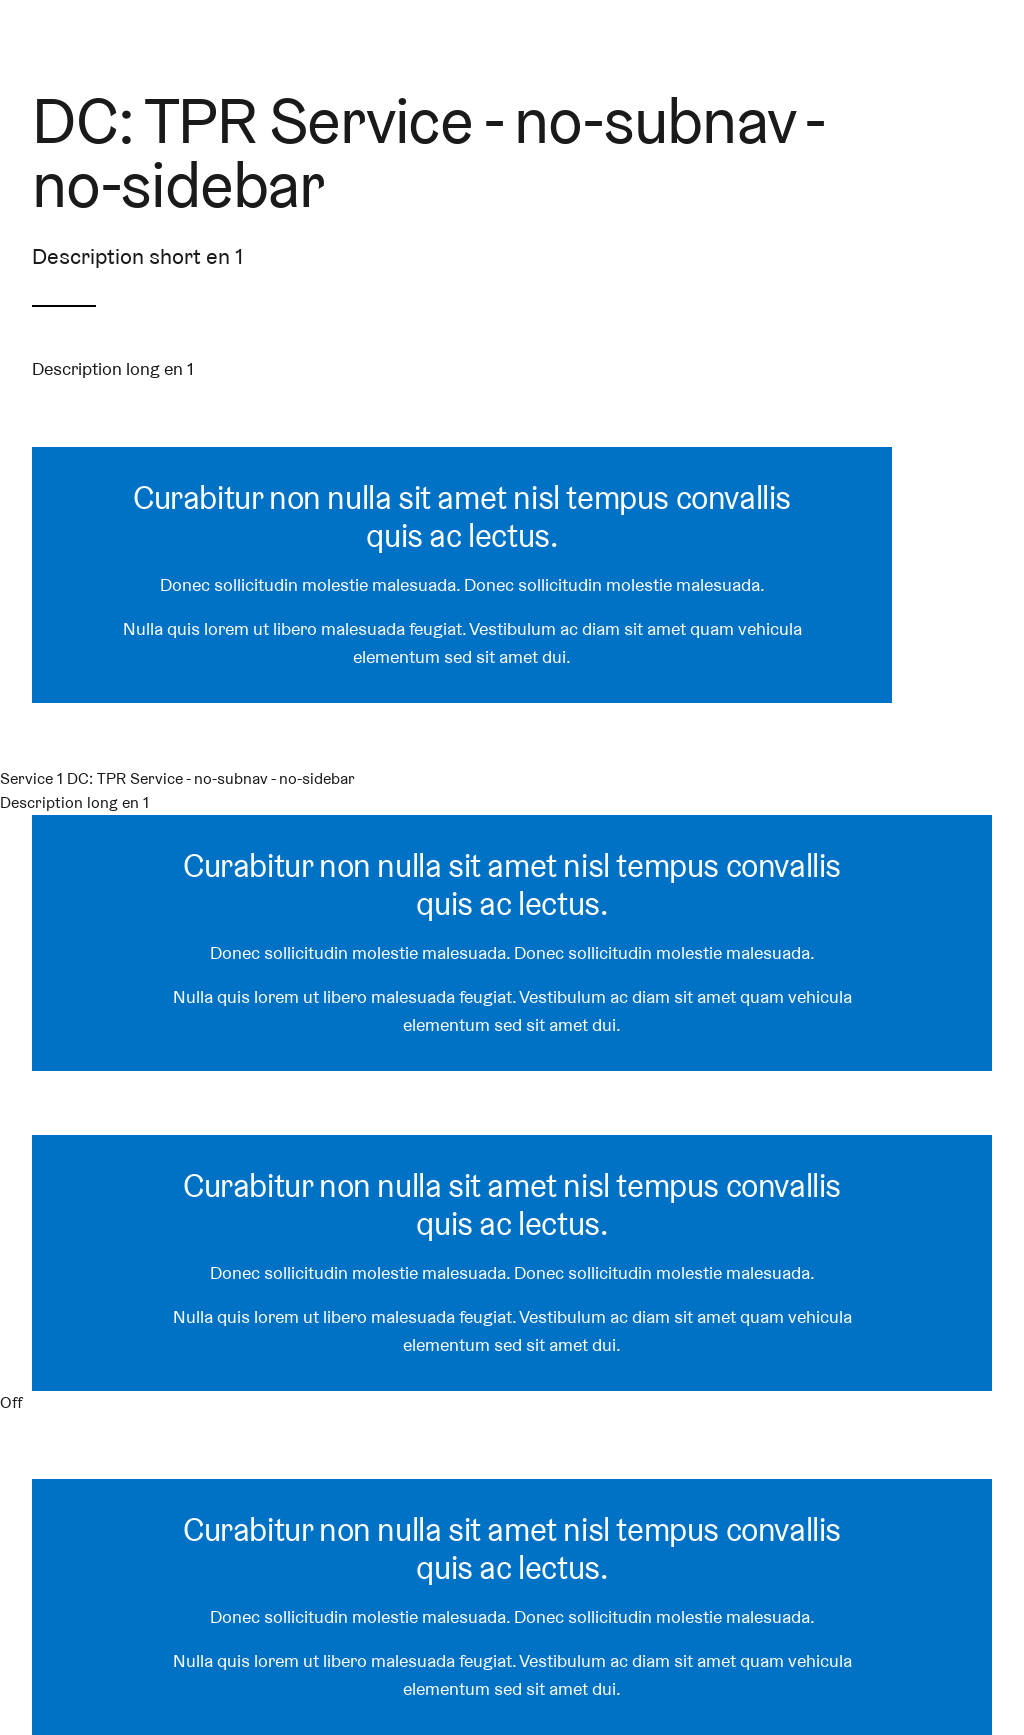 DC: TPR Service - no-subnav -
no-sidebar
Description short en 1
Description long en 1
Curabitur non nulla sit amet nisl tempus convallis
quis ac lectus.
Donec sollicitudin molestie malesuada. Donec sollicitudin molestie malesuada.
Nulla quis lorem ut libero malesuada feugiat. Vestibulum ac diam sit amet quam vehicula
elementum sed sit amet dui.
Service 1 DC: TPR Service - no-subnav - no-sidebar
Description long en 1
Curabitur non nulla sit amet nisl tempus convallis
quis ac lectus.
Donec sollicitudin molestie malesuada. Donec sollicitudin molestie malesuada.
Nulla quis lorem ut libero malesuada feugiat. Vestibulum ac diam sit amet quam vehicula
elementum sed sit amet dui.
Curabitur non nulla sit amet nisl tempus convallis
quis ac lectus.
Donec sollicitudin molestie malesuada. Donec sollicitudin molestie malesuada.
Nulla quis lorem ut libero malesuada feugiat. Vestibulum ac diam sit amet quam vehicula
elementum sed sit amet dui.
Off
Curabitur non nulla sit amet nisl tempus convallis
quis ac lectus.
Donec sollicitudin molestie malesuada. Donec sollicitudin molestie malesuada.
Nulla quis lorem ut libero malesuada feugiat. Vestibulum ac diam sit amet quam vehicula
elementum sed sit amet dui.